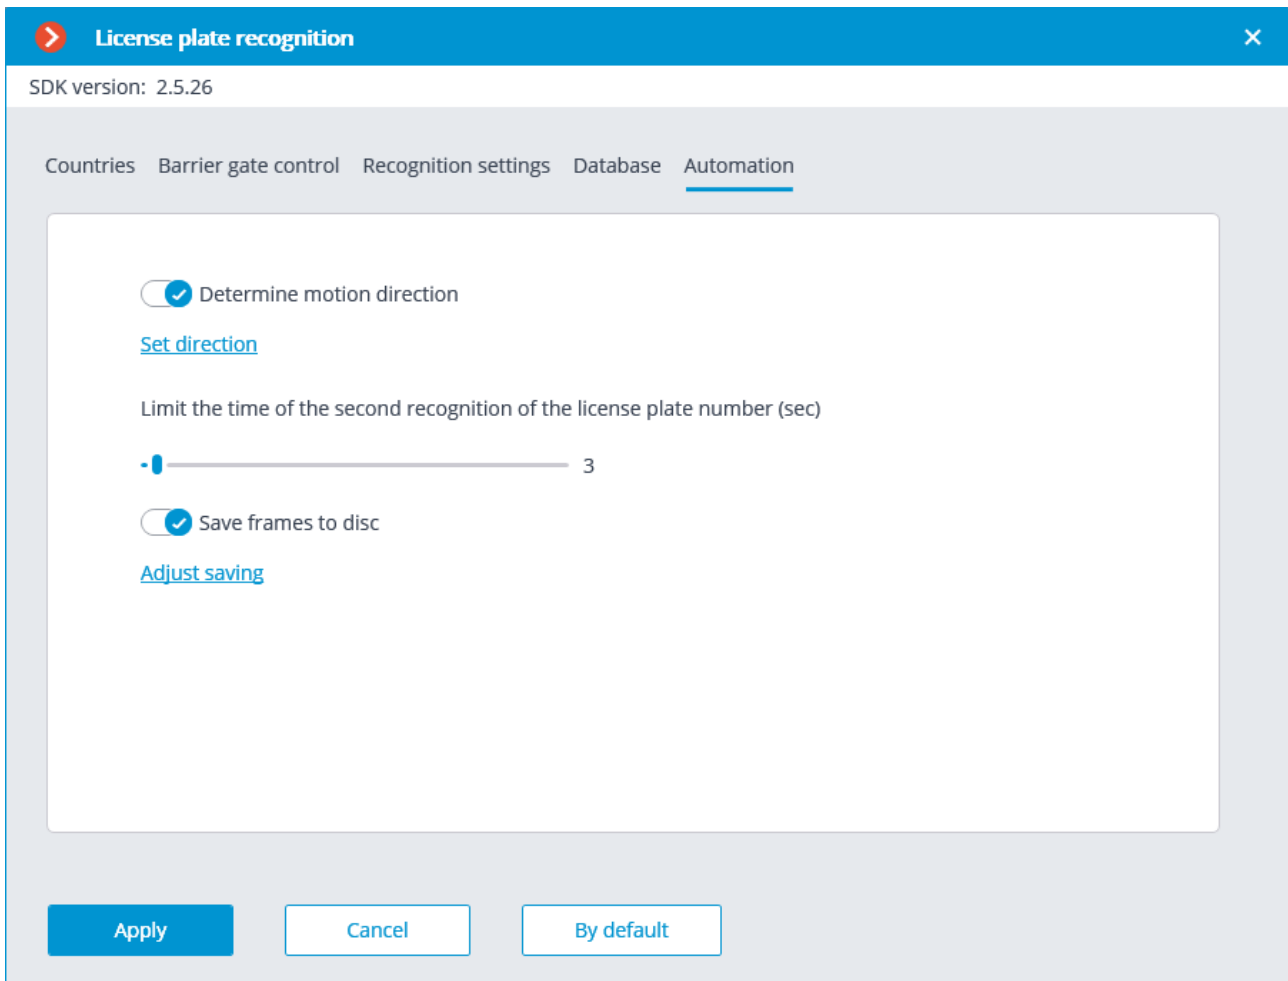 License plate recognition
SDK version: 2.5.26
Countries Barrier gate control Recognition settings Database Automation
Determine motion direction
Set direction
Limit the time of the second recognition of the license plate number (sec)
3
Save frames to disc
Adjust saving
Apply Cancel By default